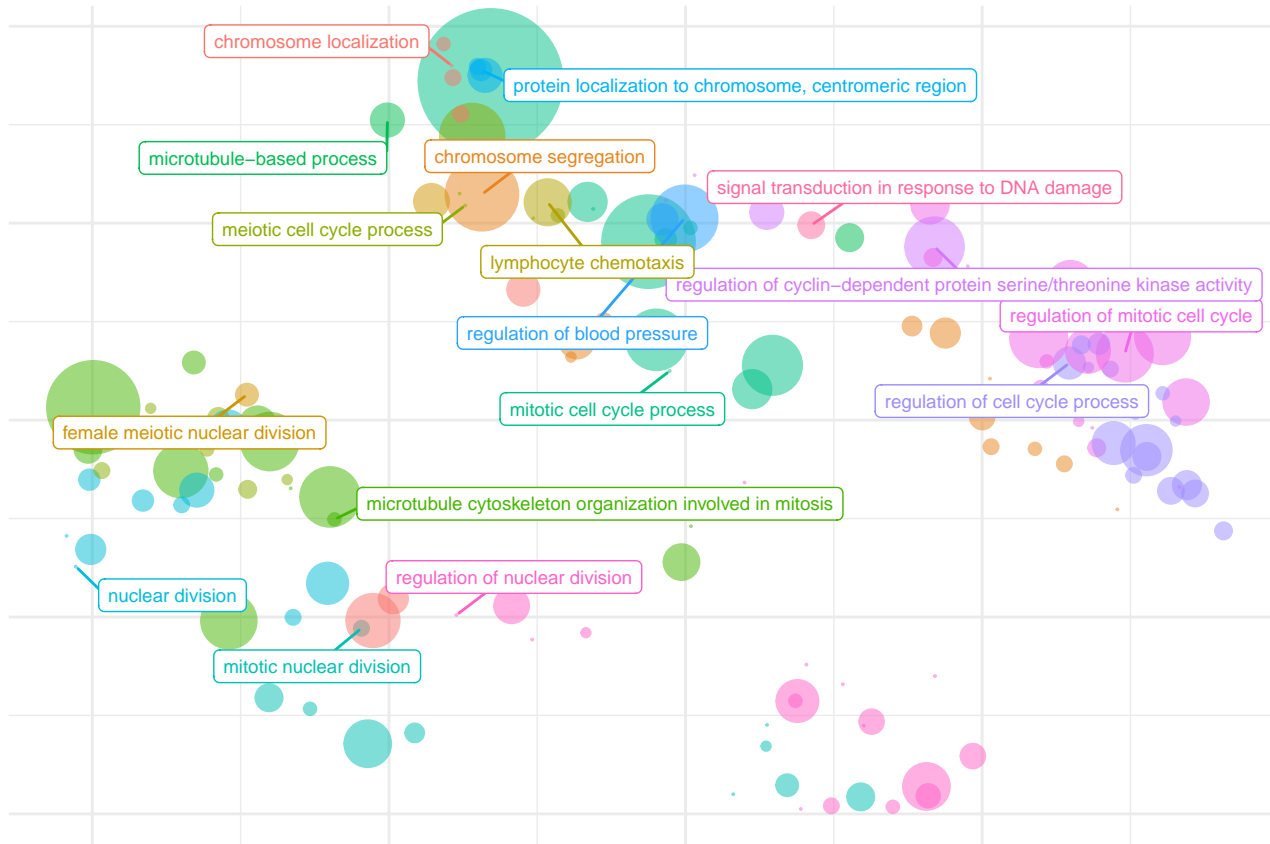 chromosome localization
protein localization to chromosome, centromeric region
microtubule−based process
chromosome segregation
signal transduction in response to DNA damage
meiotic cell cycle process
lymphocyte chemotaxis
regulation of cyclin−dependent protein serine/threonine kinase activity
regulation of mitotic cell cycle
regulation of blood pressure
mitotic cell cycle process
regulation of cell cycle process
female meiotic nuclear division
microtubule cytoskeleton organization involved in mitosis
regulation of nuclear division
nuclear division
mitotic nuclear division